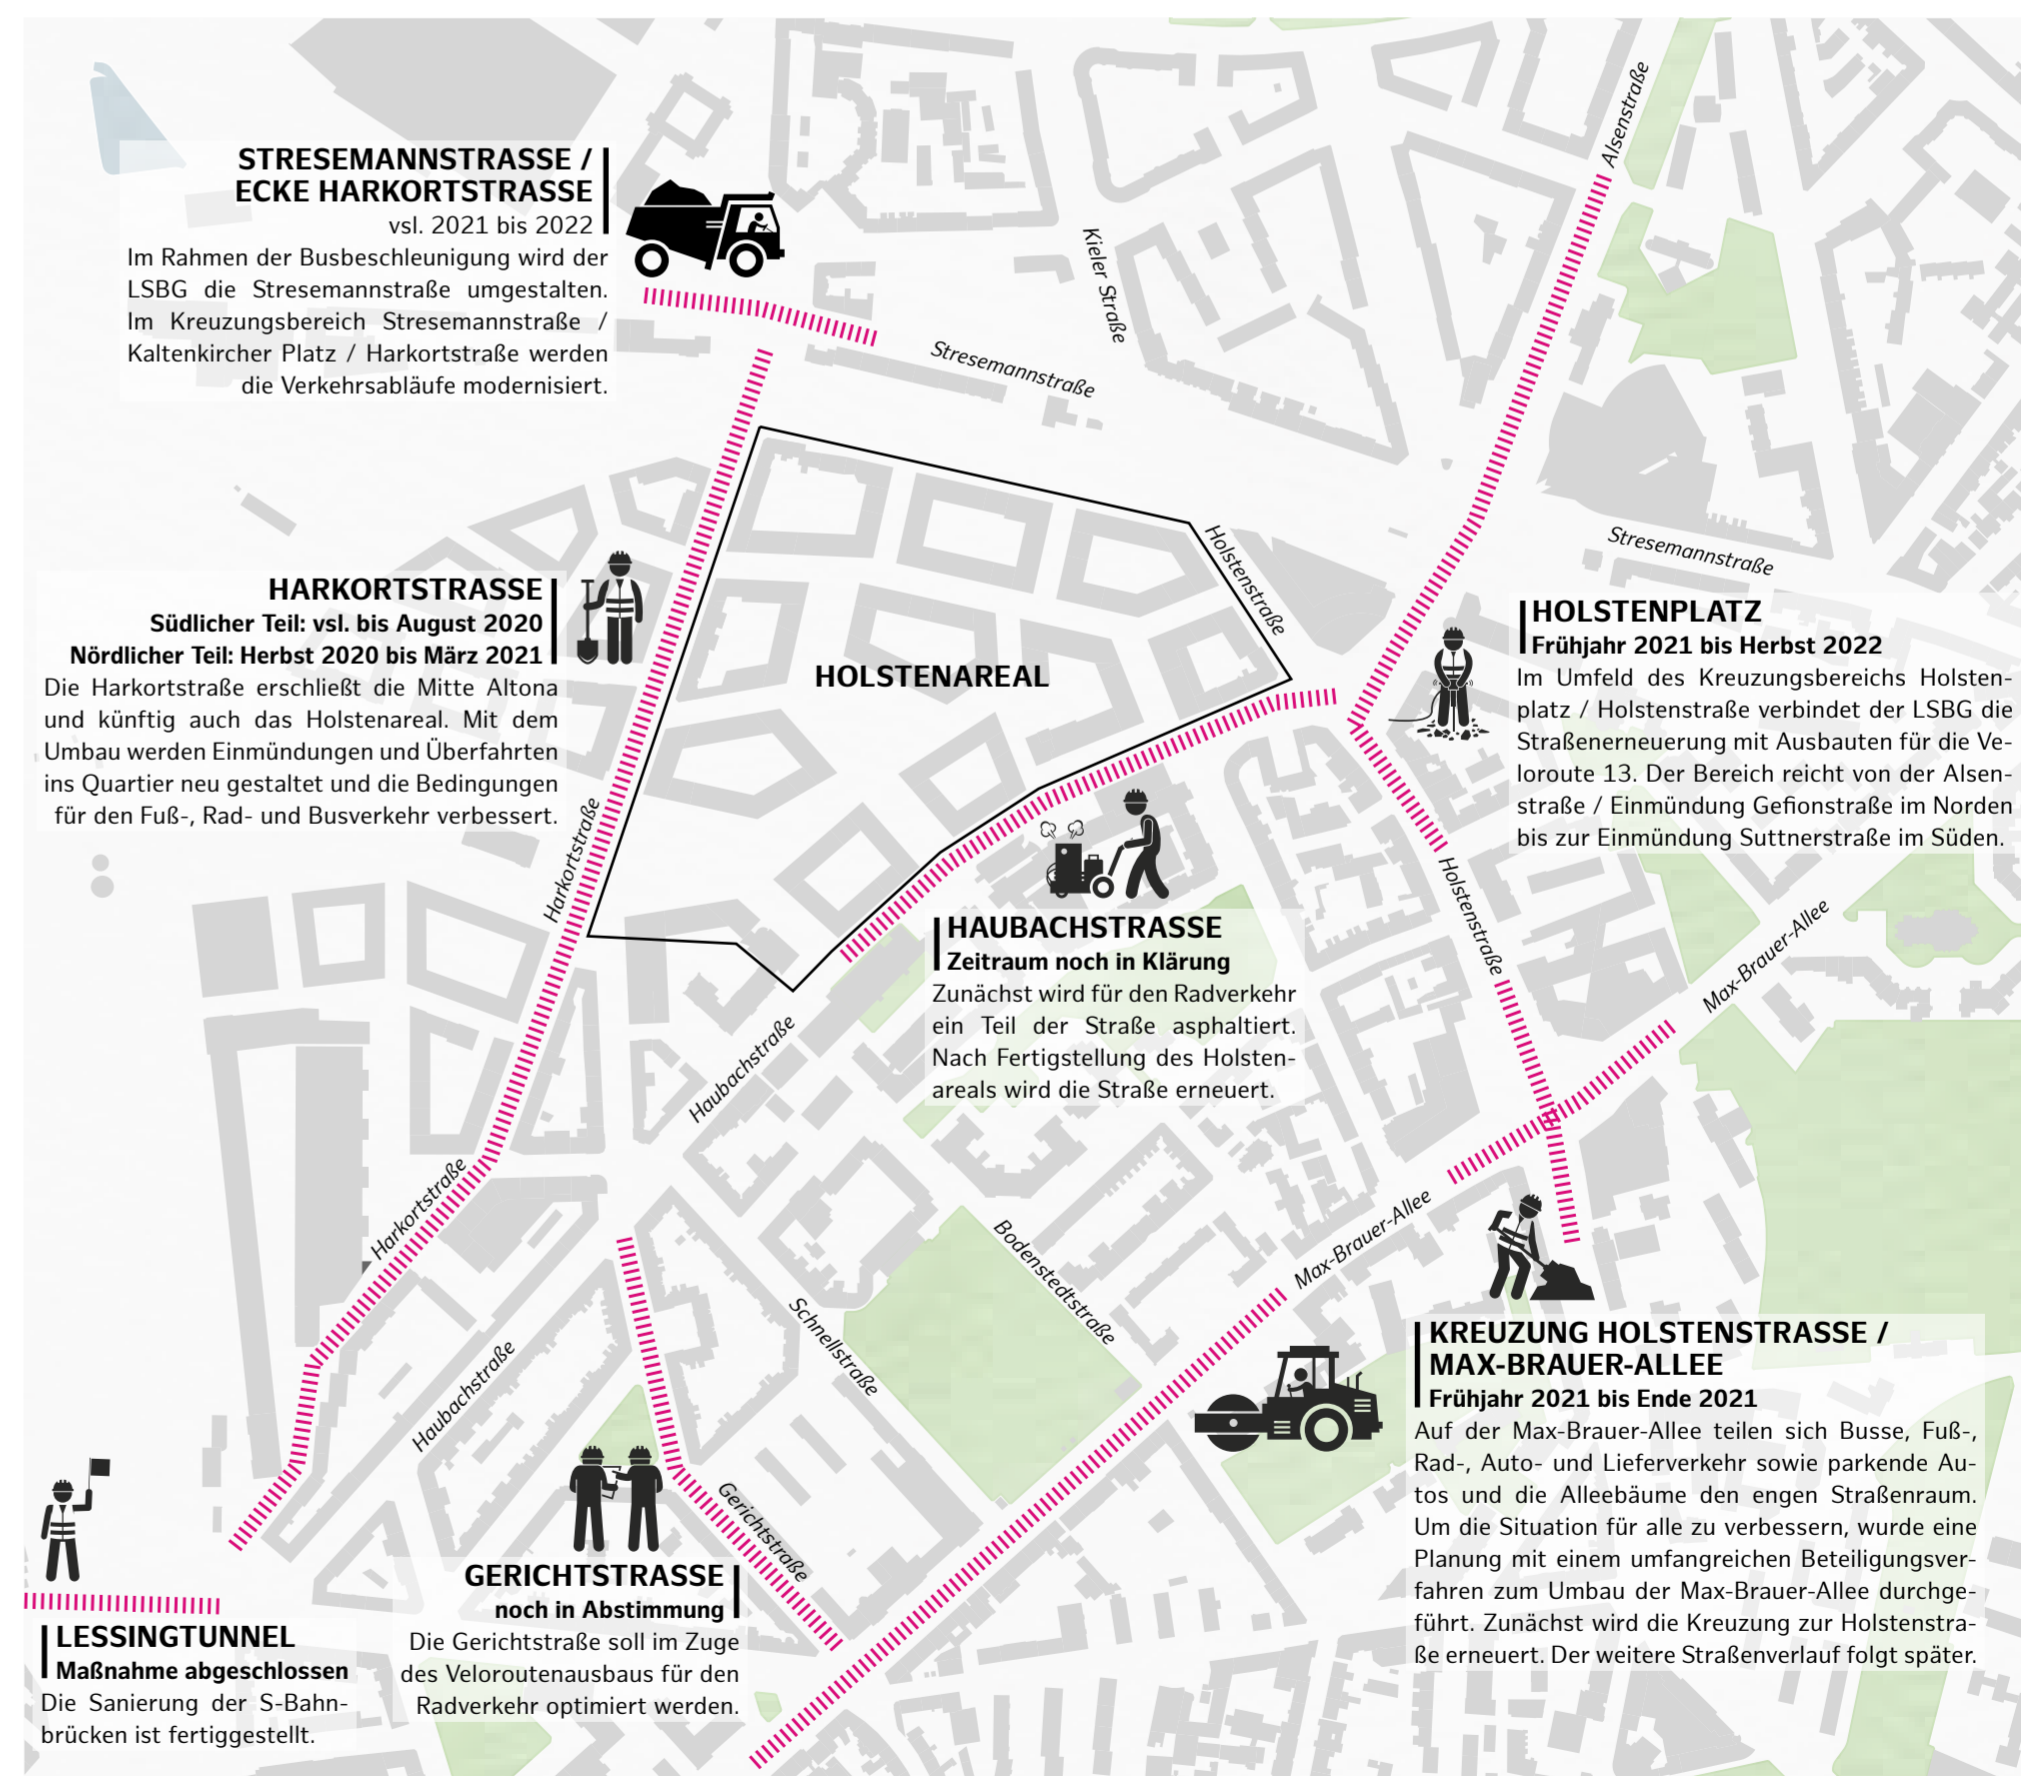 Alsenstraße
STRESEMANNSTRASSE /
ECKE HARKORTSTRASSE
vsl. 2021 bis 2022
Im Rahmen der Busbeschleunigung wird der
LSBG die Stresemannstraße umgestalten.
Im Kreuzungsbereich Stresemannstraße /
Kaltenkircher Platz / Harkortstraße werden
die Verkehrsabläufe modernisiert.
Kieler Straße
Stresemannstraße
Holstenstraße
Stresemannstraße
HARKORTSTRASSE
Südlicher Teil: vsl. bis August 2020
Nördlicher Teil: Herbst 2020 bis März 2021
Die Harkortstraße erschließt die Mitte Altona
und künftig auch das Holstenareal. Mit dem
Umbau werden Einmündungen und Überfahrten
ins Quartier neu gestaltet und die Bedingungen
für den Fuß-, Rad- und Busverkehr verbessert.
HOLSTENAREAL
HOLSTENPLATZ
Frühjahr 2021 bis Herbst 2022
Im Umfeld des Kreuzungsbereichs Holsten-
platz / Holstenstraße verbindet der LSBG die
Straßenerneuerung mit Ausbauten für die Ve-
loroute 13. Der Bereich reicht von der Alsen-
straße / Einmündung Gefionstraße im Norden
bis zur Einmündung Suttnerstraße im Süden.
Harkortstraße
Holstenstraße
Max-Brauer-Allee
HAUBACHSTRASSE
Zeitraum noch in Klärung
Zunächst wird für den Radverkehr
ein Teil der Straße asphaltiert.
Nach Fertigstellung des Holsten-
areals wird die Straße erneuert.
Haubachstraße
Harkortstraße
Max-Brauer-Allee
Bodenstedtstraße
Schnellstraße
Haubachstraße
KREUZUNG HOLSTENSTRASSE /
MAX-BRAUER-ALLEE
Frühjahr 2021 bis Ende 2021
Auf der Max-Brauer-Allee teilen sich Busse, Fuß-,
Rad-, Auto- und Lieferverkehr sowie parkende Au-
tos und die Alleebäume den engen Straßenraum.
Um die Situation für alle zu verbessern, wurde eine
Planung mit einem umfangreichen Beteiligungsver-
fahren zum Umbau der Max-Brauer-Allee durchge-
führt. Zunächst wird die Kreuzung zur Holstenstra-
ße erneuert. Der weitere Straßenverlauf folgt später.
Gerichtstraße
GERICHTSTRASSE
noch in Abstimmung
Die Gerichtstraße soll im Zuge
des Veloroutenausbaus für den
Radverkehr optimiert werden.
LESSINGTUNNEL
Maßnahme abgeschlossen
Die Sanierung der S-Bahn-
brücken ist fertiggestellt.